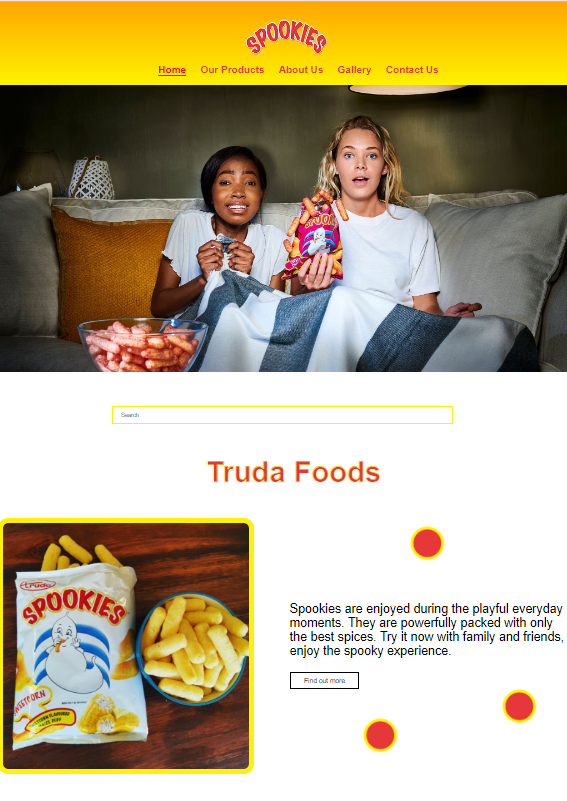 SPOOKIES
Home Our Products About Us Gallery Contact Us
SPOOK
Search
Truda Foods
truda
SPOOKIES
SWEETCORN
Spookies are enjoyed during the playful everyday
moments. They are powerfully packed with only
the best spices. Try it now with family and friends,
enjoy the spooky experience.
Find out more